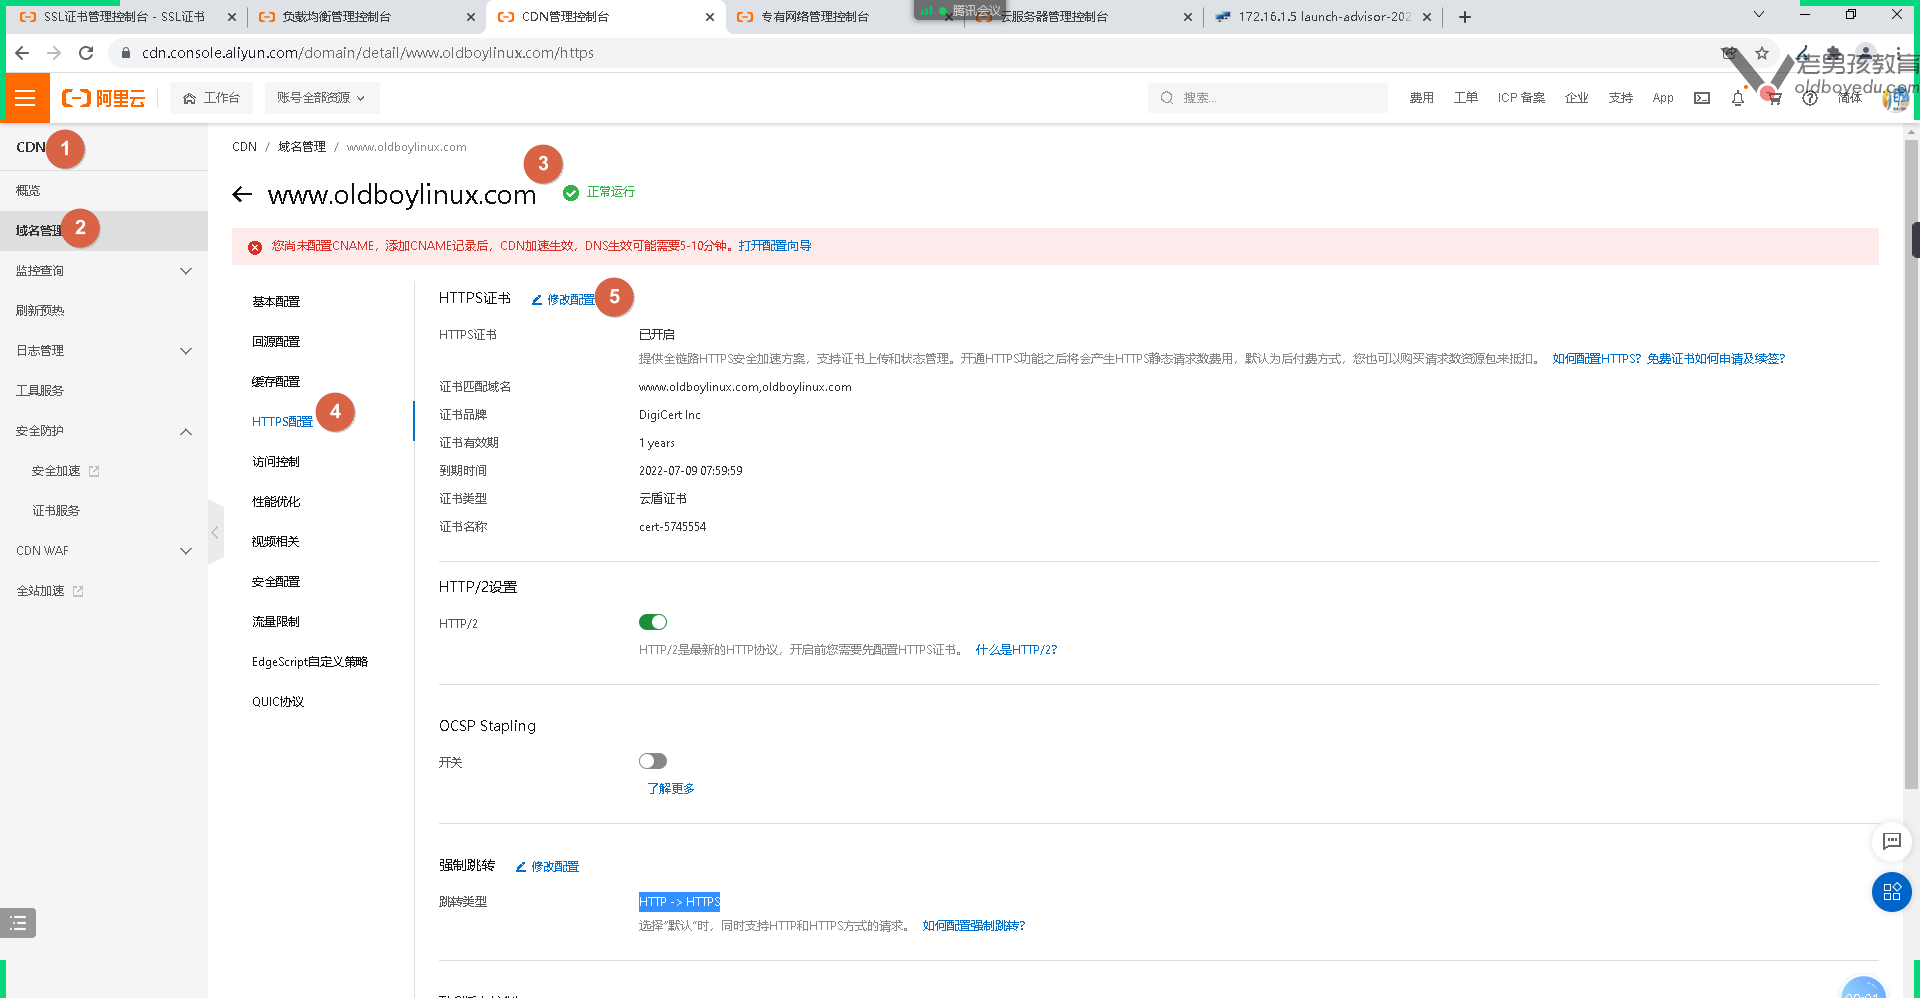 SSL证书管理控制台 - SSL证书
负载均衡管理控制台
CDN管理控制台
专有网络管理控制台
腾讯会议
云服务器管理控制台
172.16.1.5 launch-advisor-202
cdn.console.aliyun.com/domain/detail/www.oldboylinux.com/https
老男孩教育
oldboyedu.com
阿里云
工作台
账号全部资源
搜索...
费用
工单
ICP 备案
企业
支持
App
简体
CDN
1
概览
域名管理
2
监控查询
刷新预热
日志管理
工具服务
安全防护
安全加速
证书服务
CDN WAF
全站加速
CDN / 域名管理 / www.oldboylinux.com
3
www.oldboylinux.com
正常运行
您尚未配置CNAME，添加CNAME记录后，CDN加速生效，DNS生效可能需要5-10分钟。打开配置向导
基本配置
回源配置
缓存配置
HTTPS配置
4
访问控制
性能优化
视频相关
安全配置
流量限制
EdgeScript自定义策略
QUIC协议
HTTPS证书
修改配置
5
HTTPS证书
已开启
提供全链路HTTPS安全加速方案，支持证书上传和状态管理。开通HTTPS功能之后将会产生HTTPS静态请求数费用，默认为后付费方式，您也可以购买请求数资源包来抵扣。 如何配置HTTPS? 免费证书如何申请及续签?
证书匹配域名
www.oldboylinux.com,oldboylinux.com
证书品牌
DigiCert Inc
证书有效期
1 years
到期时间
2022-07-09 07:59:59
证书类型
云盾证书
证书名称
cert-5745554
HTTP/2设置
HTTP/2
HTTP/2是最新的HTTP协议，开启前您需要先配置HTTPS证书。 什么是HTTP/2?
OCSP Stapling
开关
了解更多
强制跳转
修改配置
跳转类型
HTTP -> HTTPS
选择"默认"时，同时支持HTTP和HTTPS方式的请求。 如何配置强制跳转?